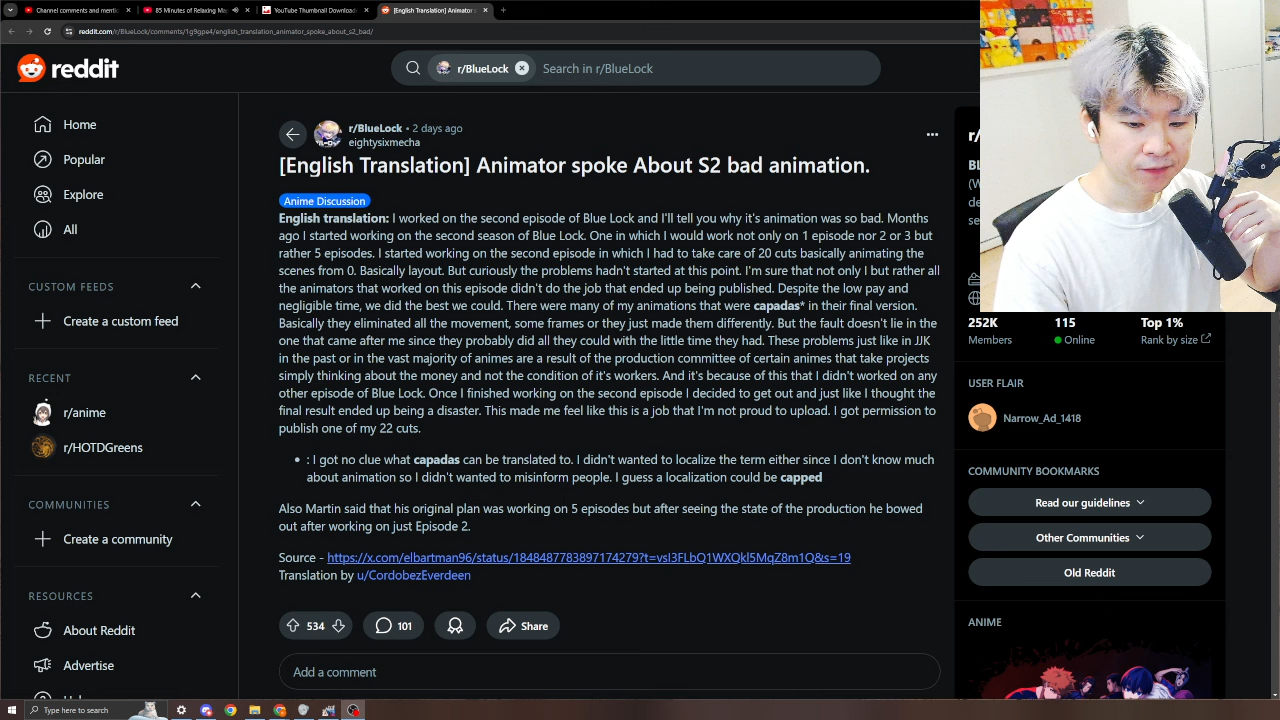 Channel comments and mentio
85 Minutes of Relaxing Ma
YouTube Thumbnail Downloade
[English Translation] Animator s
reddit.com/r/BlueLock/comments/1g9gpe4/english_translation_animator_spoke_about_s2_bad_animation/
reddit
r/BlueLock
Search in r/BlueLock
Home
Popular
Explore
All
CUSTOM FEEDS
Create a custom feed
RECENT
r/anime
r/HOTDGreens
COMMUNITIES
Create a community
RESOURCES
About Reddit
Advertise
r/BlueLock • 2 days ago
eightysixmecha
[English Translation] Animator spoke About S2 bad animation.
Anime Discussion
English translation: I worked on the second episode of Blue Lock and I'll tell you why it's animation was so bad. Months
ago I started working on the second season of Blue Lock. One in which I would work not only on 1 episode nor 2 or 3 but
rather 5 episodes. I started working on the second episode in which I had to take care of 20 cuts basically animating the
scenes from 0. Basically layout. But curiously the problems hadn't started at this point. I'm sure that not only I but rather all
the animators that worked on this episode didn't do the job that ended up being published. Despite the low pay and
negligible time, we did the best we could. There were many of my animations that were capadas* in their final version.
Basically they eliminated all the movement, some frames or they just made them differently. But the fault doesn't lie in the
one that came after me since they probably did all they could with the little time they had. These problems just like in JJK
in the past or in the vast majority of animes are a result of the production committee of certain animes that take projects
simply thinking about the money and not the condition of it's workers. And it's because of this that I didn't worked on any
other episode of Blue Lock. Once I finished working on the second episode I decided to get out and just like I thought the
final result ended up being a disaster. This made me feel like this is a job that I'm not proud to upload. I got permission to
publish one of my 22 cuts.
• : I got no clue what capadas can be translated to. I didn't wanted to localize the term either since I don't know much
about animation so I didn't wanted to misinform people. I guess a localization could be capped
Also Martin said that his original plan was working on 5 episodes but after seeing the state of the production he bowed
out after working on just Episode 2.
Source - https://x.com/elbartman96/status/1848487783897174279?t=vsI3FLbQ1WXQkl5MqZ8m1Q&s=19
Translation by u/CordobezEverdeen
534
101
Share
Add a comment
r/
BL
(W
de
se
252K
115
Top 1%
Members
Online
Rank by size
USER FLAIR
Narrow_Ad_1418
COMMUNITY BOOKMARKS
Read our guidelines
Other Communities
Old Reddit
ANIME
Type here to search